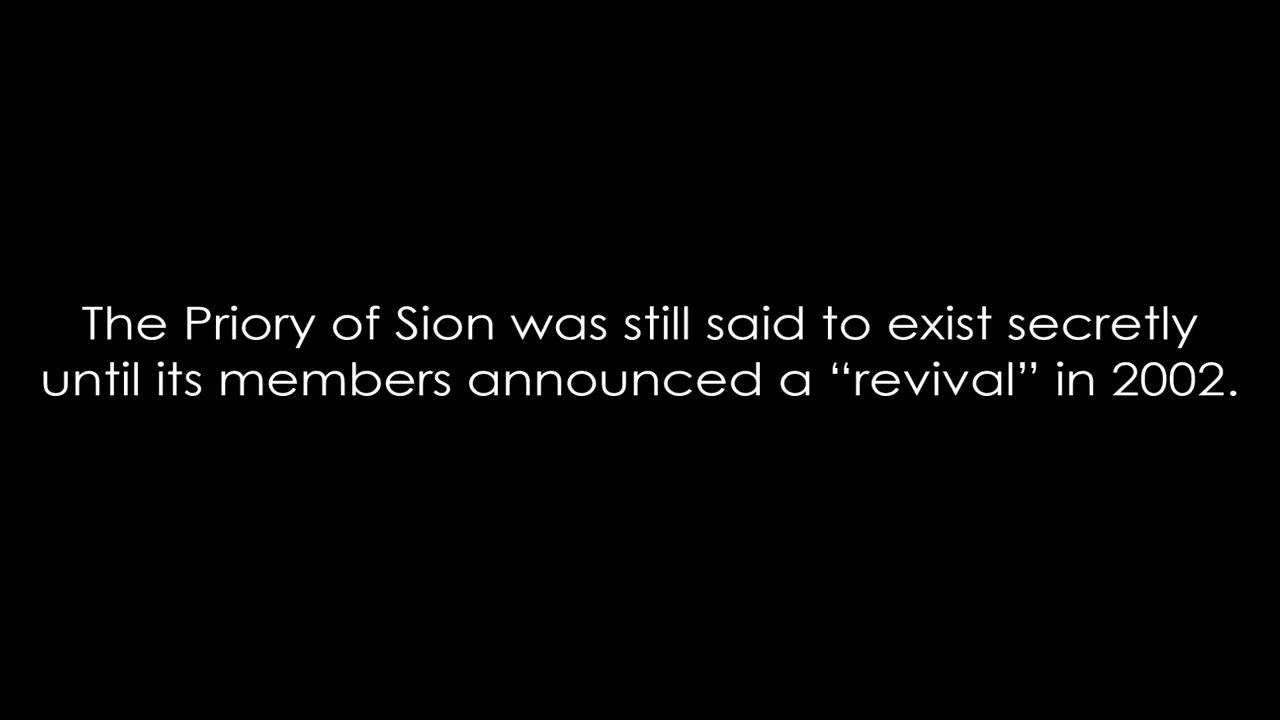 The Priory of Sion was still said to exist secretly
until its members announced a “revival” in 2002.